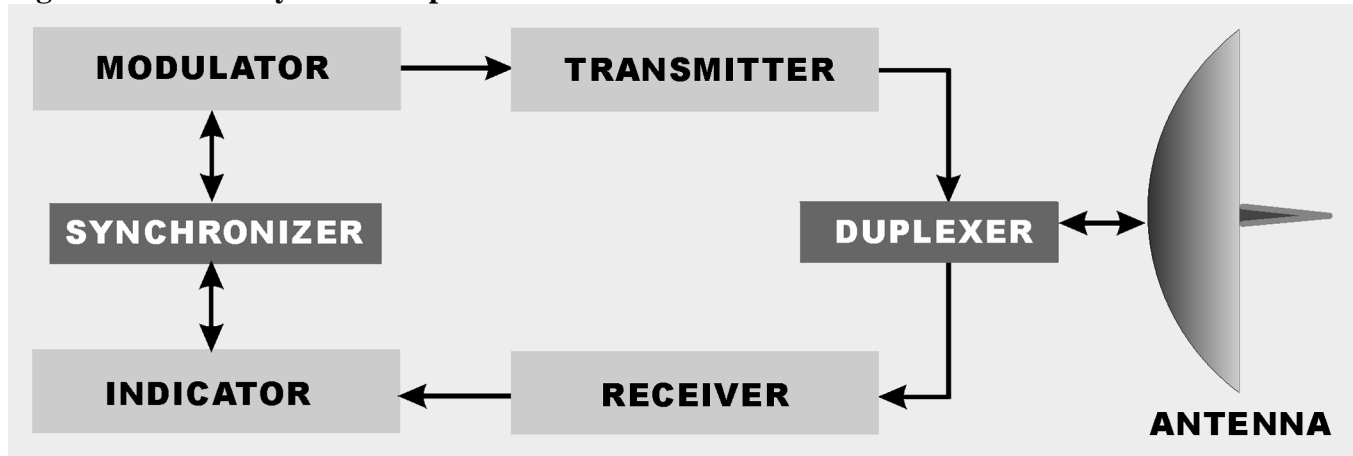 MODULATOR
TRANSMITTER
SYNCHRONIZER
DUPLEXER
INDICATOR
RECEIVER
ANTENNA